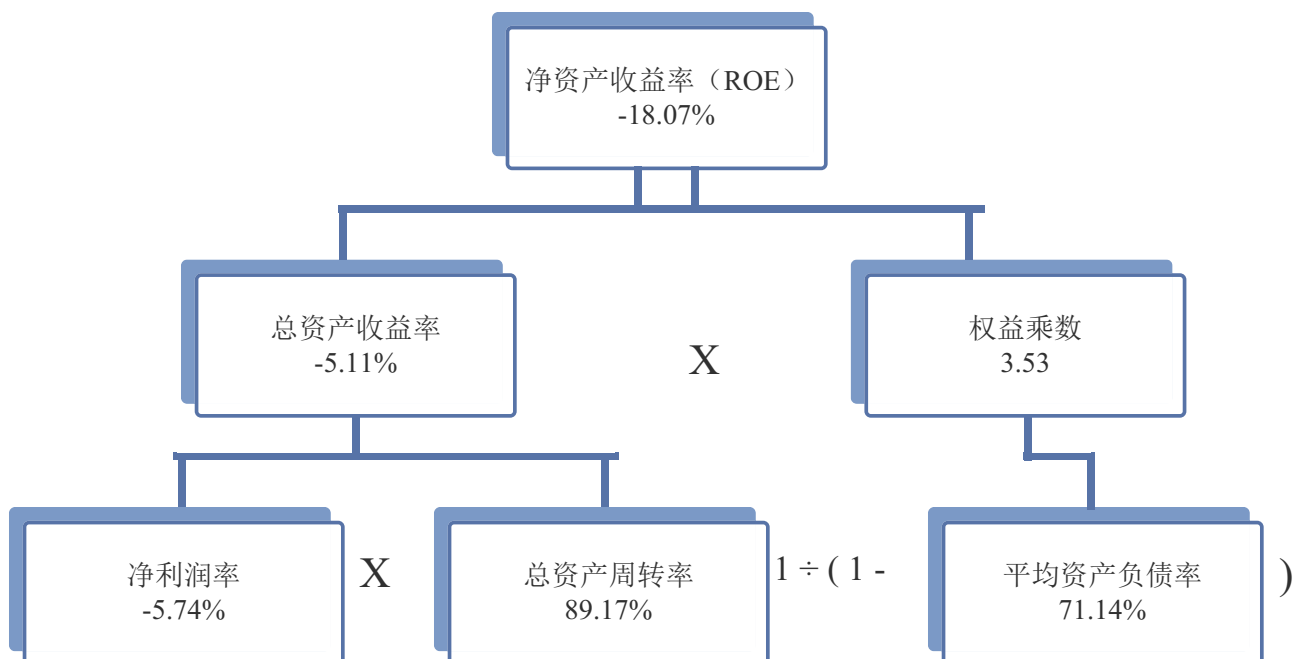 净资产收益率（ROE）
-18.07%
总资产收益率
-5.11%
X
权益乘数
3.53
净利润率
-5.74%
X
总资产周转率
89.17%
1 ÷ ( 1 -
平均资产负债率
71.14%
)